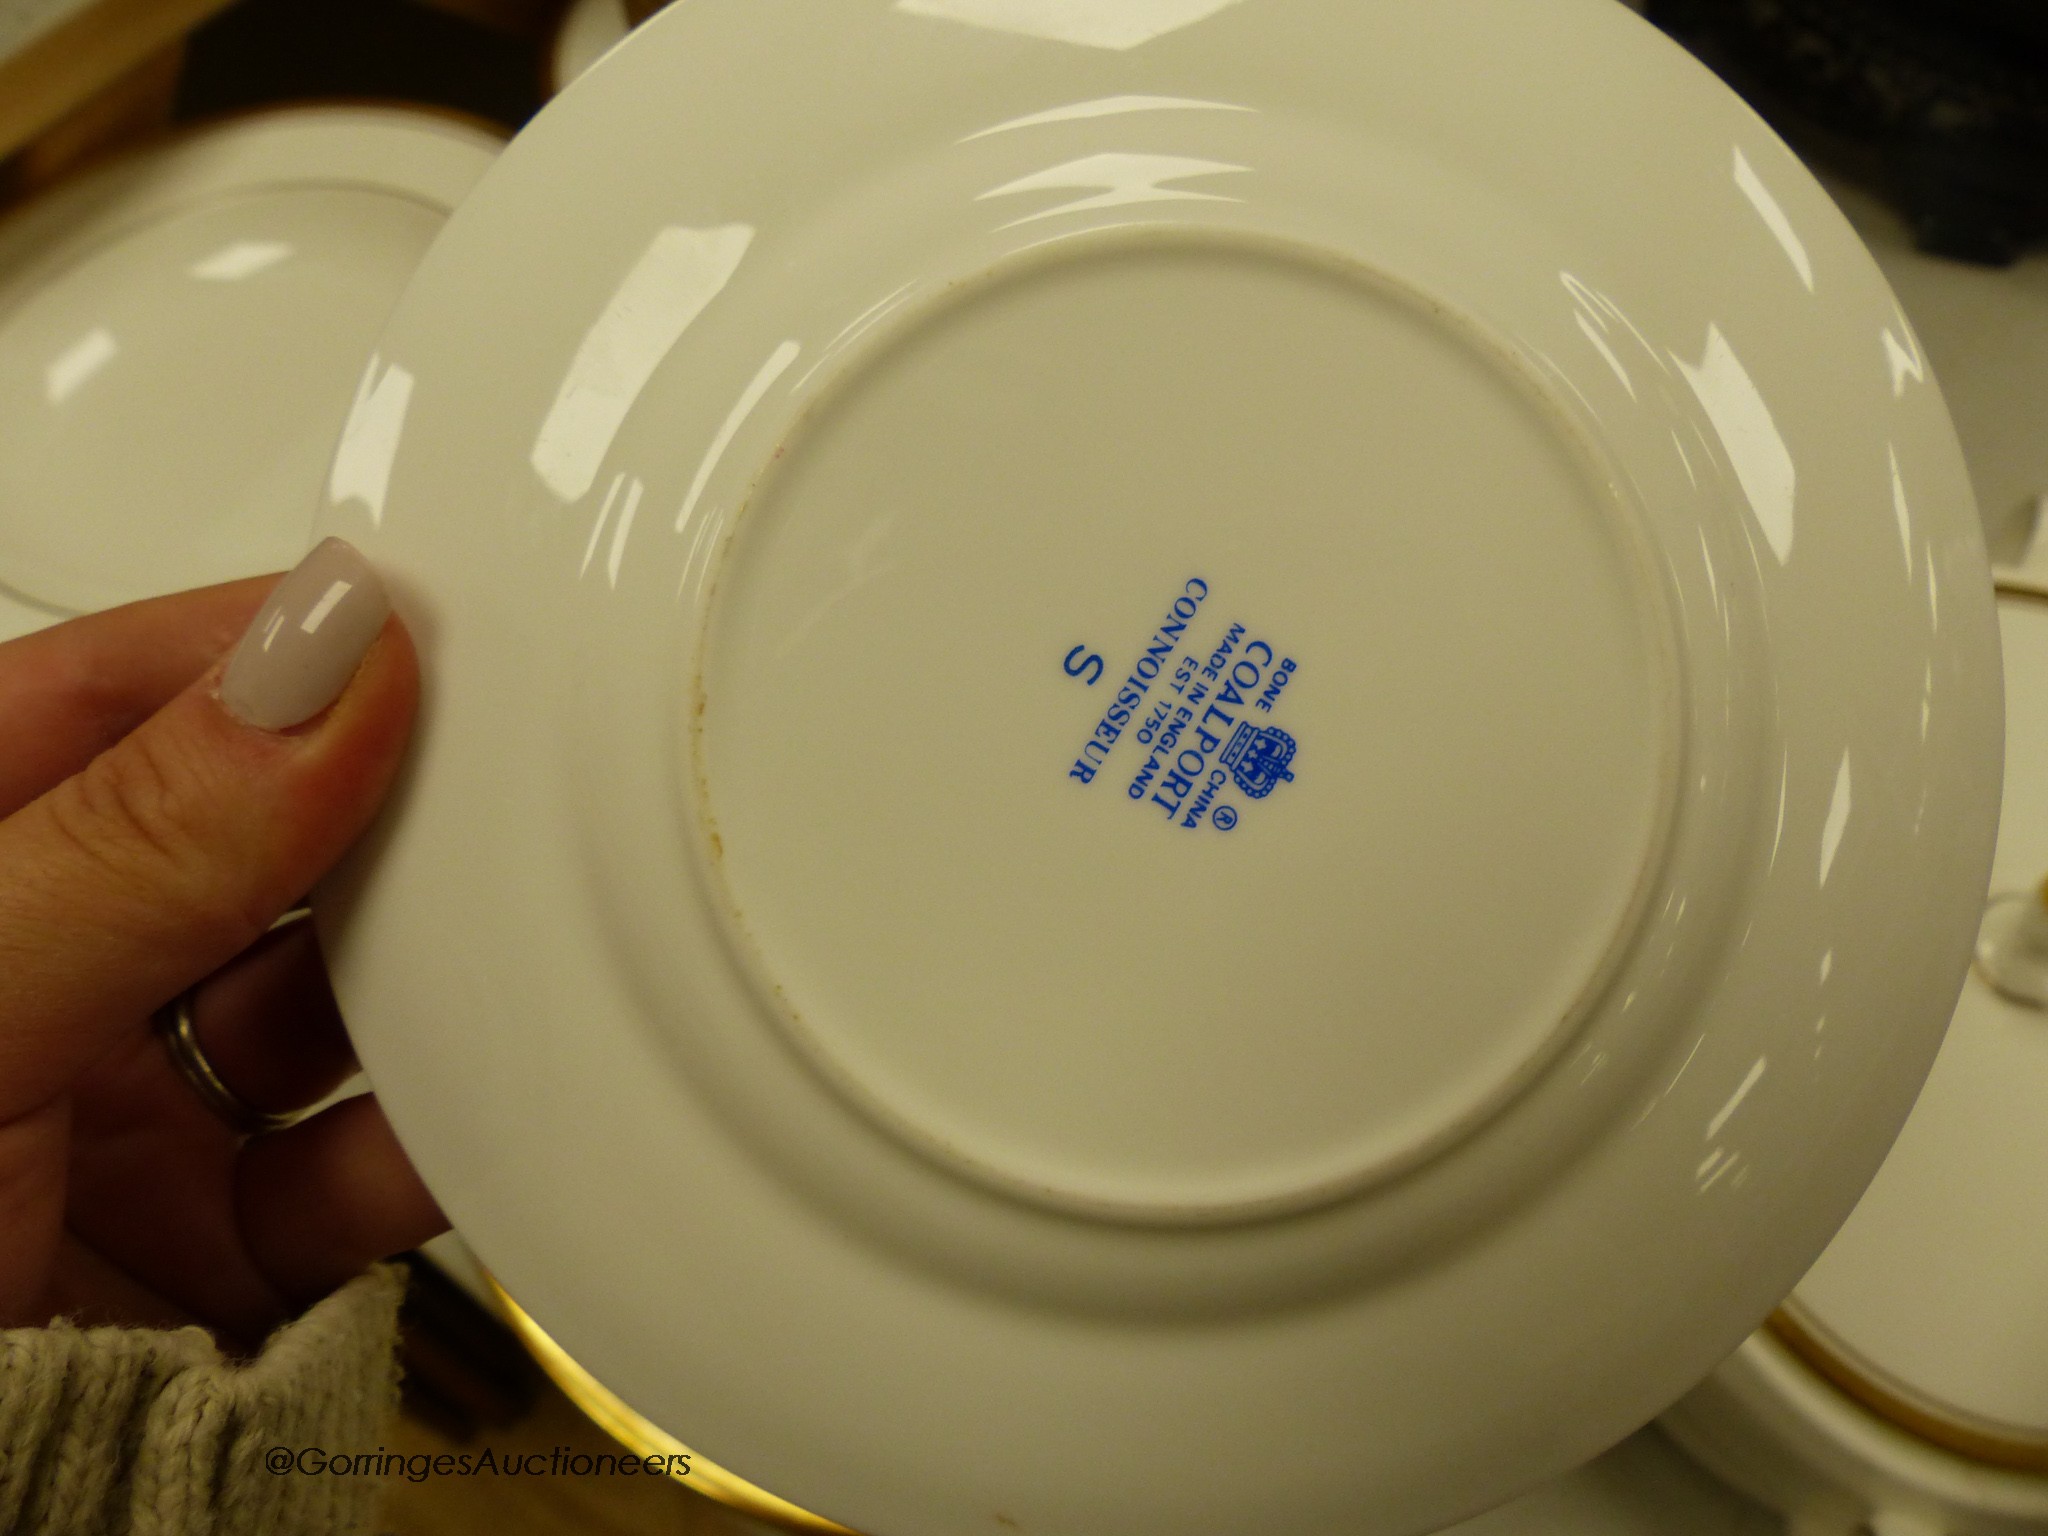 BONE CHINA ®
COALPORT
MADE IN ENGLAND
EST 1750
CONNOISSEUR
S
@GorringesAuctioneers